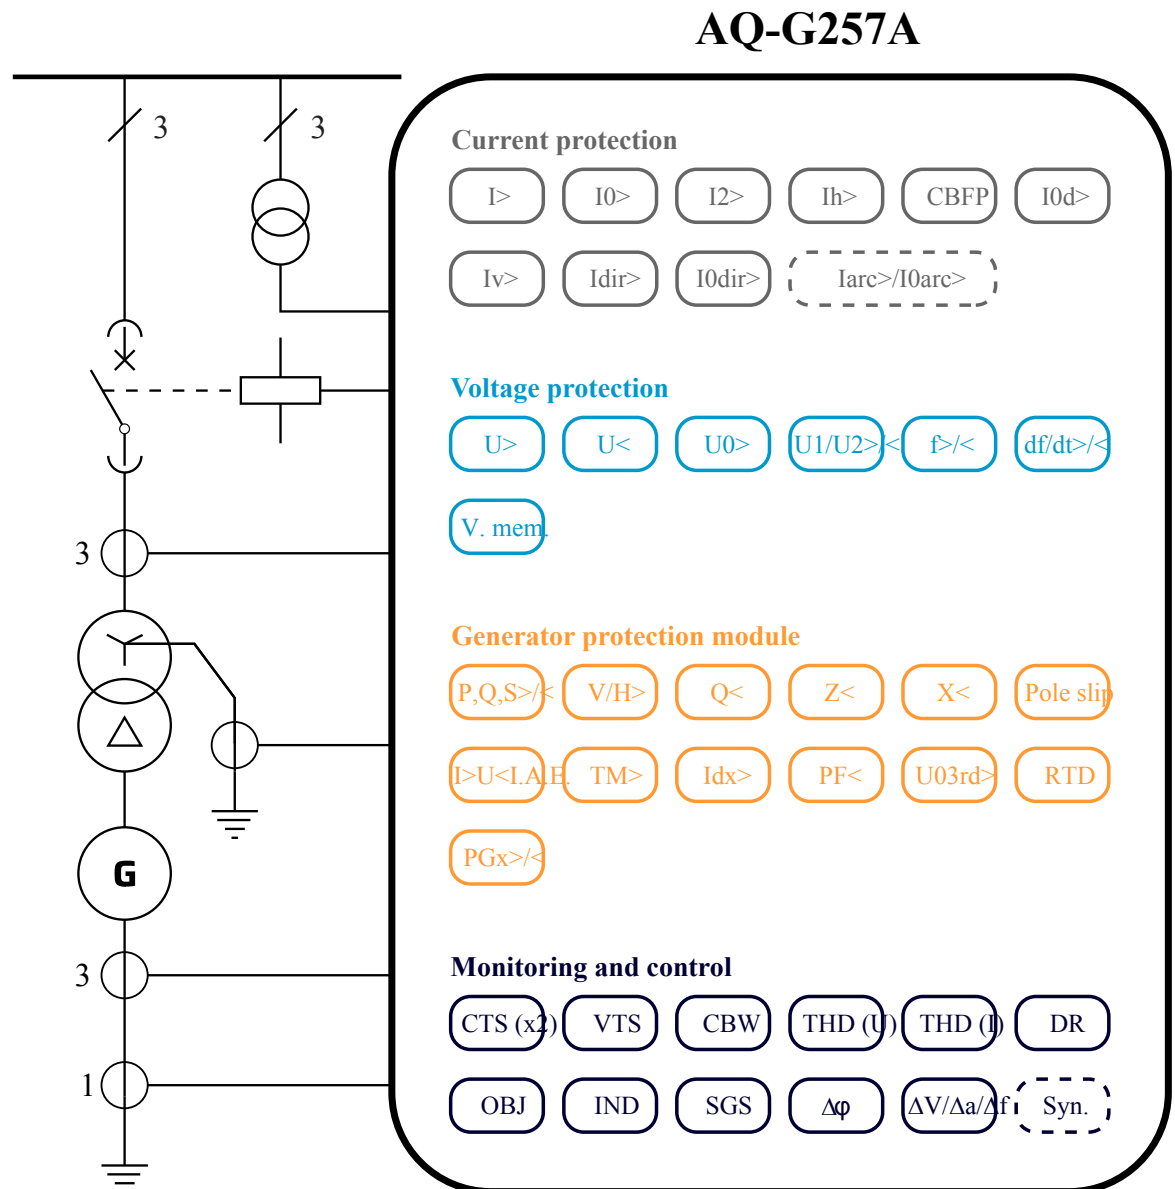 AQ-G257A
3
3
Current protection
I>
I0>
I2>
Ih>
CBFP
I0d>
Iv>
Idir>
I0dir>
Iarc>/I0arc>
Voltage protection
U>
U<
U0>
U1/U2>/<
f>/<
df/dt>/<
V. mem.
3
Generator protection module
P,Q,S>/<
V/H>
Q<
Z<
X<
Pole slip
I>U<I.A.E.
TM>
Idx>
PF<
U03rd>
RTD
PGx>/<
G
3
Monitoring and control
CTS (x2)
VTS
CBW
THD (U)
THD (I)
DR
1
OBJ
IND
SGS
Δφ
ΔV/Δa/Δf
Syn.